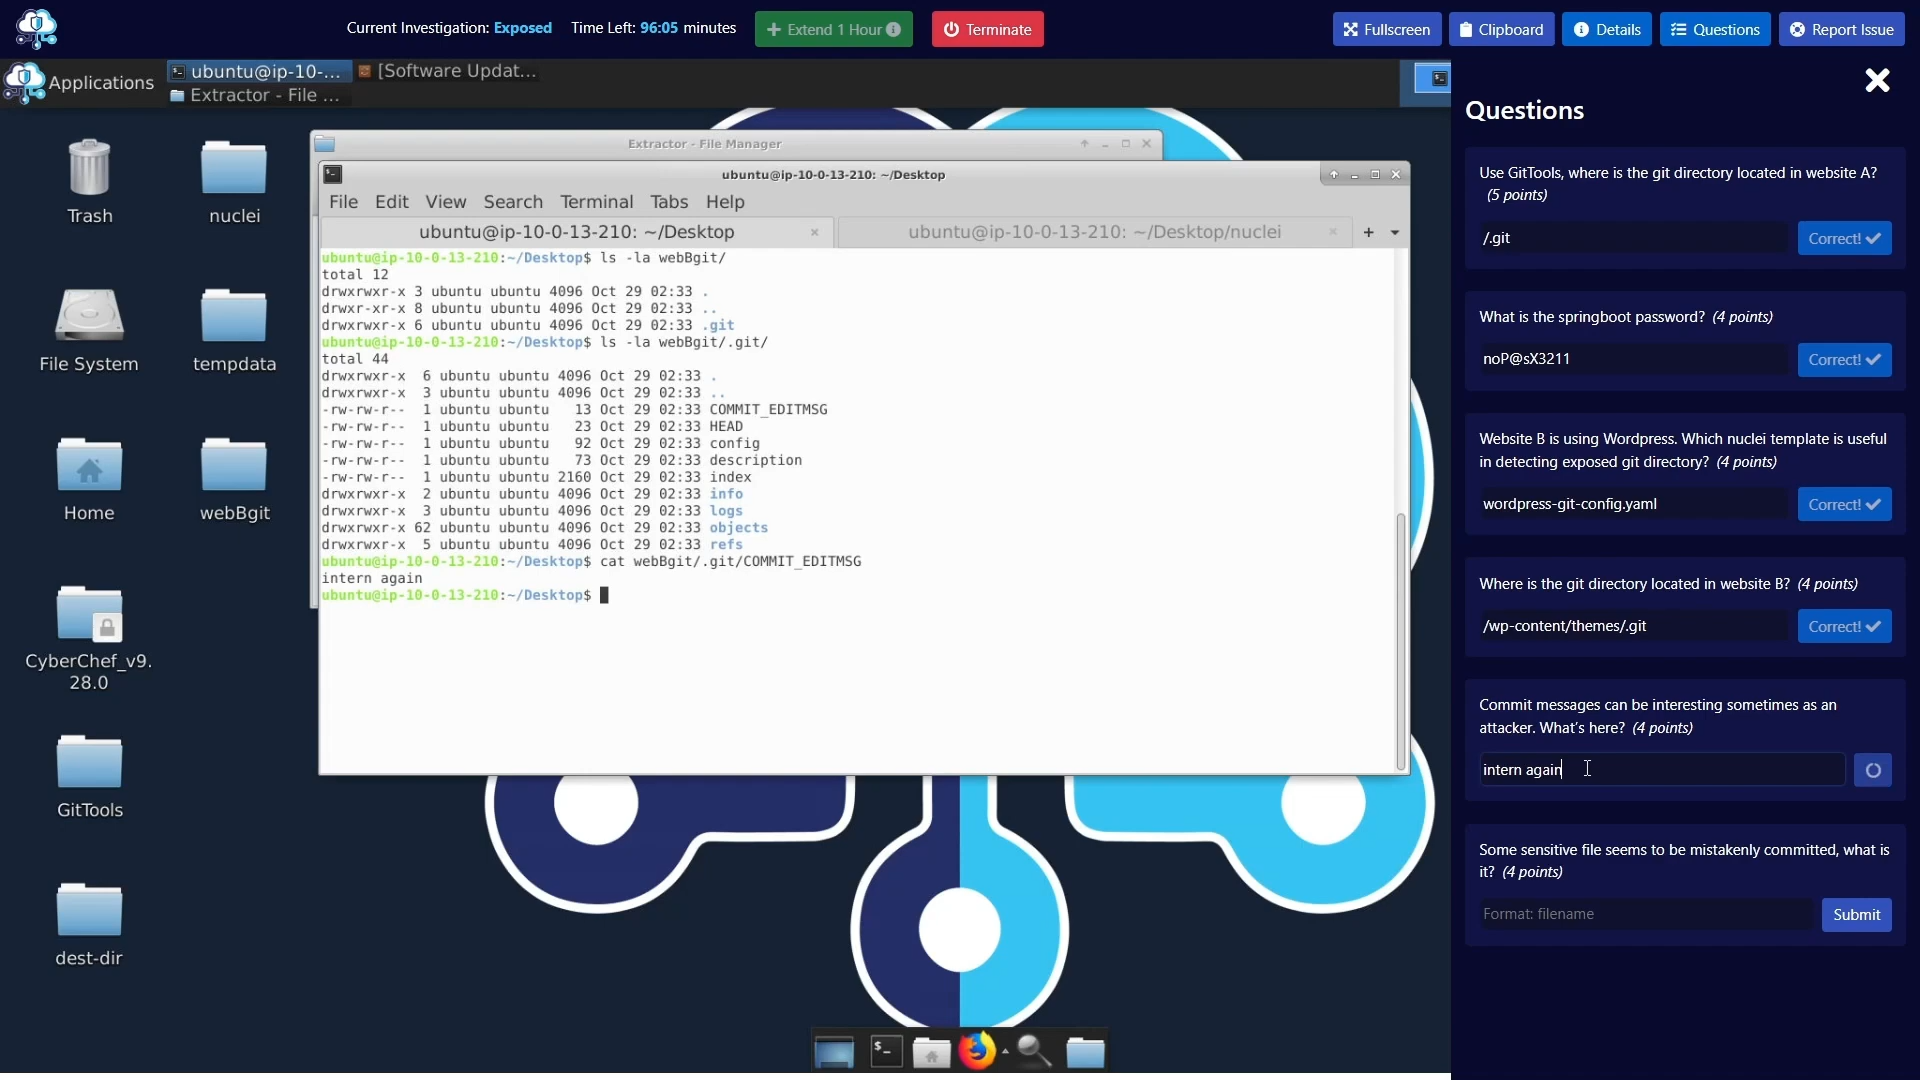 Current Investigation: Exposed Time Left: 96:05 minutes
Extend 1 Hour
Terminate
Fullscreen
Clipboard
Details
Questions
Report Issue
Applications
ubuntu@ip-10-...
[Software Updat...
Extractor - File ...
Trash
nuclei
File System
tempdata
Home
webBgit
CyberChef_v9.
28.0
GitTools
dest-dir
Extractor - File Manager
ubuntu@ip-10-0-13-210: ~/Desktop
File Edit View Search Terminal Tabs Help
ubuntu@ip-10-0-13-210: ~/Desktop
ubuntu@ip-10-0-13-210: ~/Desktop/nuclei
ubuntu@ip-10-0-13-210:~/Desktop$ ls -la webBgit/
total 12
drwxrwxr-x 3 ubuntu ubuntu 4096 Oct 29 02:33 .
drwxr-xr-x 8 ubuntu ubuntu 4096 Oct 29 02:33 ..
drwxrwxr-x 6 ubuntu ubuntu 4096 Oct 29 02:33 .git
ubuntu@ip-10-0-13-210:~/Desktop$ ls -la webBgit/.git/
total 44
drwxrwxr-x  6 ubuntu ubuntu 4096 Oct 29 02:33 .
drwxrwxr-x  3 ubuntu ubuntu 4096 Oct 29 02:33 ..
-rw-rw-r--  1 ubuntu ubuntu   13 Oct 29 02:33 COMMIT_EDITMSG
-rw-rw-r--  1 ubuntu ubuntu   23 Oct 29 02:33 HEAD
-rw-rw-r--  1 ubuntu ubuntu   92 Oct 29 02:33 config
-rw-rw-r--  1 ubuntu ubuntu   73 Oct 29 02:33 description
-rw-rw-r--  1 ubuntu ubuntu 2160 Oct 29 02:33 index
drwxrwxr-x  2 ubuntu ubuntu 4096 Oct 29 02:33 info
drwxrwxr-x  3 ubuntu ubuntu 4096 Oct 29 02:33 logs
drwxrwxr-x 62 ubuntu ubuntu 4096 Oct 29 02:33 objects
drwxrwxr-x  5 ubuntu ubuntu 4096 Oct 29 02:33 refs
ubuntu@ip-10-0-13-210:~/Desktop$ cat webBgit/.git/COMMIT_EDITMSG
intern again
ubuntu@ip-10-0-13-210:~/Desktop$
Questions
Use GitTools, where is the git directory located in website A?
(5 points)
/.git
Correct!
What is the springboot password? (4 points)
noP@sX3211
Correct!
Website B is using Wordpress. Which nuclei template is useful
in detecting exposed git directory? (4 points)
wordpress-git-config.yaml
Correct!
Where is the git directory located in website B? (4 points)
/wp-content/themes/.git
Correct!
Commit messages can be interesting sometimes as an
attacker. What's here? (4 points)
intern again
Some sensitive file seems to be mistakenly committed, what is
it? (4 points)
Format: filename
Submit